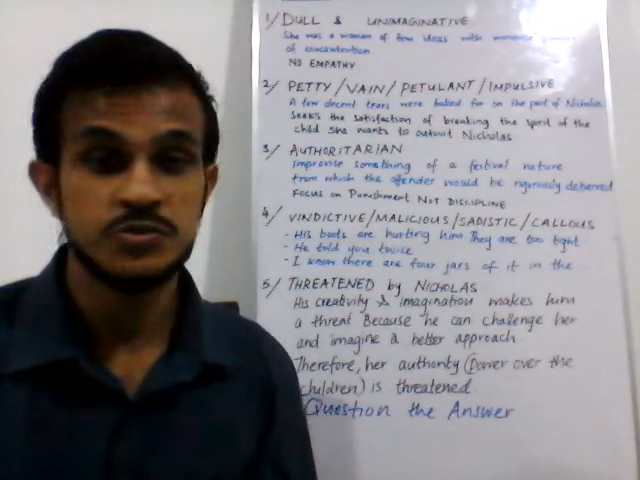 1/ DULL & UNIMAGINATIVE
She was a woman of few ideas with immense powers
of concentration
NO EMPATHY
2/ PETTY/VAIN/PETULANT/IMPULSIVE
A few decent tears were looked for on the part of Nicholas
Seeks the satisfaction of breaking the spirit of the
child she wants to outwit Nicholas
3/ AUTHORITARIAN
Improvise something of a festival nature
from which the offender would be rigorously debarred
FOCUS on PUNISHMENT NOT DISCIPLINE
4/ VINDICTIVE/MALICIOUS/SADISTIC/CALLOUS
- His boots are hurting him They are too tight
- He told you twice
- I know there are four jars of it in the
5/ THREATENED by NICHOLAS
His creativity & imagination makes him
a threat Because he can challenge her
and imagine a better approach
Therefore, her authority (Power over the
children) is threatened.
Question the Answer